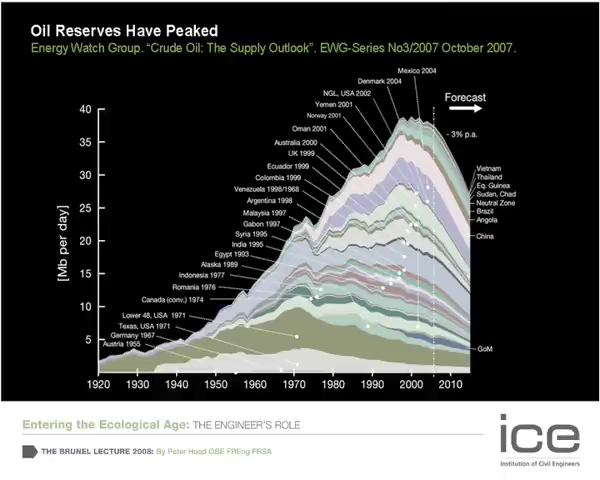 Oil Reserves Have Peaked
Energy Watch Group. "Crude Oil: The Supply Outlook". EWG-Series No3/2007 October 2007.
Mexico 2004
Denmark 2004
NGL, USA 2002
Yemen 2001
Norway 2001
Oman 2001
Australia 2000
UK 1999
Ecuador 1999
Colombia 1999
Venezuela 1998/1968
Argentina 1998
Malaysia 1997
Gabon 1997
Syria 1995
India 1995
Egypt 1993
Alaska 1989
Indonesia 1977
Romania 1976
Canada (conv.) 1974
Lower 48, USA 1971
Texas, USA 1971
Germany 1967
Austria 1955
Forecast
- 3% p.a.
Vietnam
Thailand
Eq. Guinea
Sudan, Chad
Neutral Zone
Brazil
Angola
China
GoM
[Mb per day]
40
35
30
25
20
15
10
5
1920 1930 1940 1950 1960 1970 1980 1990 2000 2010
Entering the Ecological Age: THE ENGINEER'S ROLE
THE BRUNEL LECTURE 2008: By Peter Head OBE FREng FRSA
ice
Institution of Civil Engineers